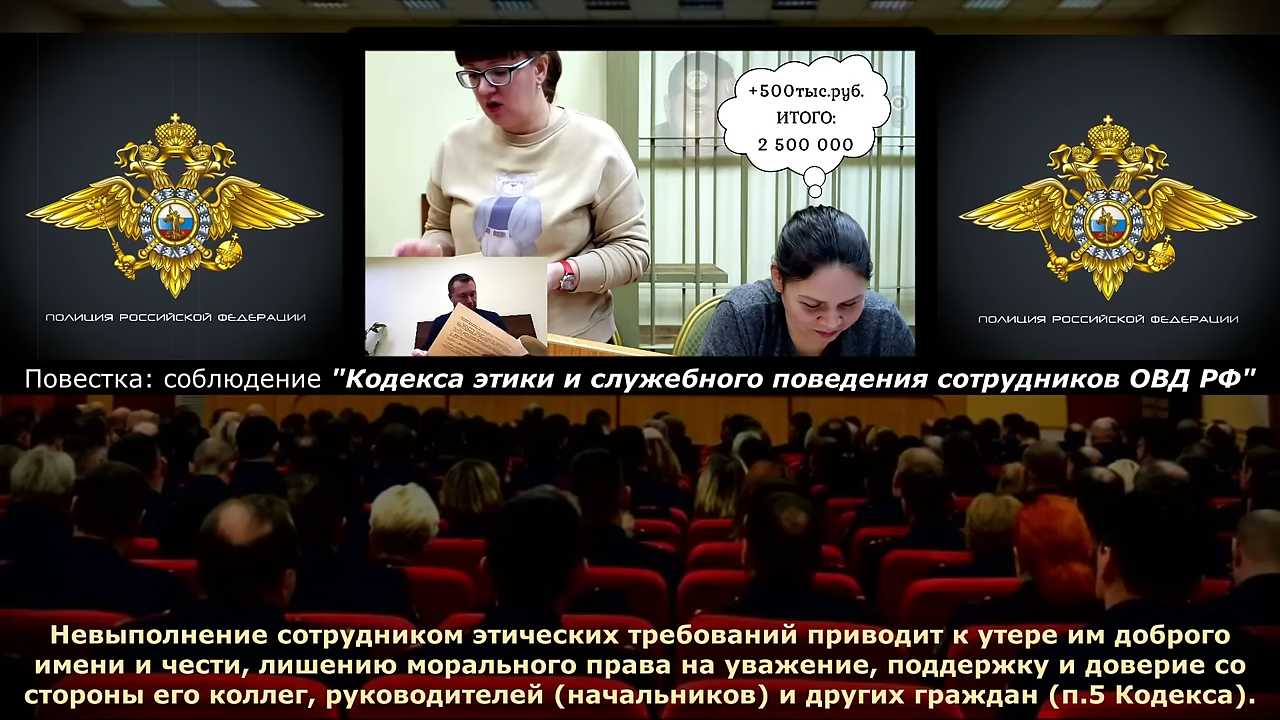 +500тыс.руб.
ИТОГО:
2 500 000
ПОЛИЦИЯ РОССИЙСКОЙ ФЕДЕРАЦИИ
ПОЛИЦИЯ РОССИЙСКОЙ ФЕДЕРАЦИИ
Повестка: соблюдение "Кодекса этики и служебного поведения сотрудников ОВД РФ"
Невыполнение сотрудником этических требований приводит к утере им доброго
имени и чести, лишению морального права на уважение, поддержку и доверие со
стороны его коллег, руководителей (начальников) и других граждан (п.5 Кодекса).